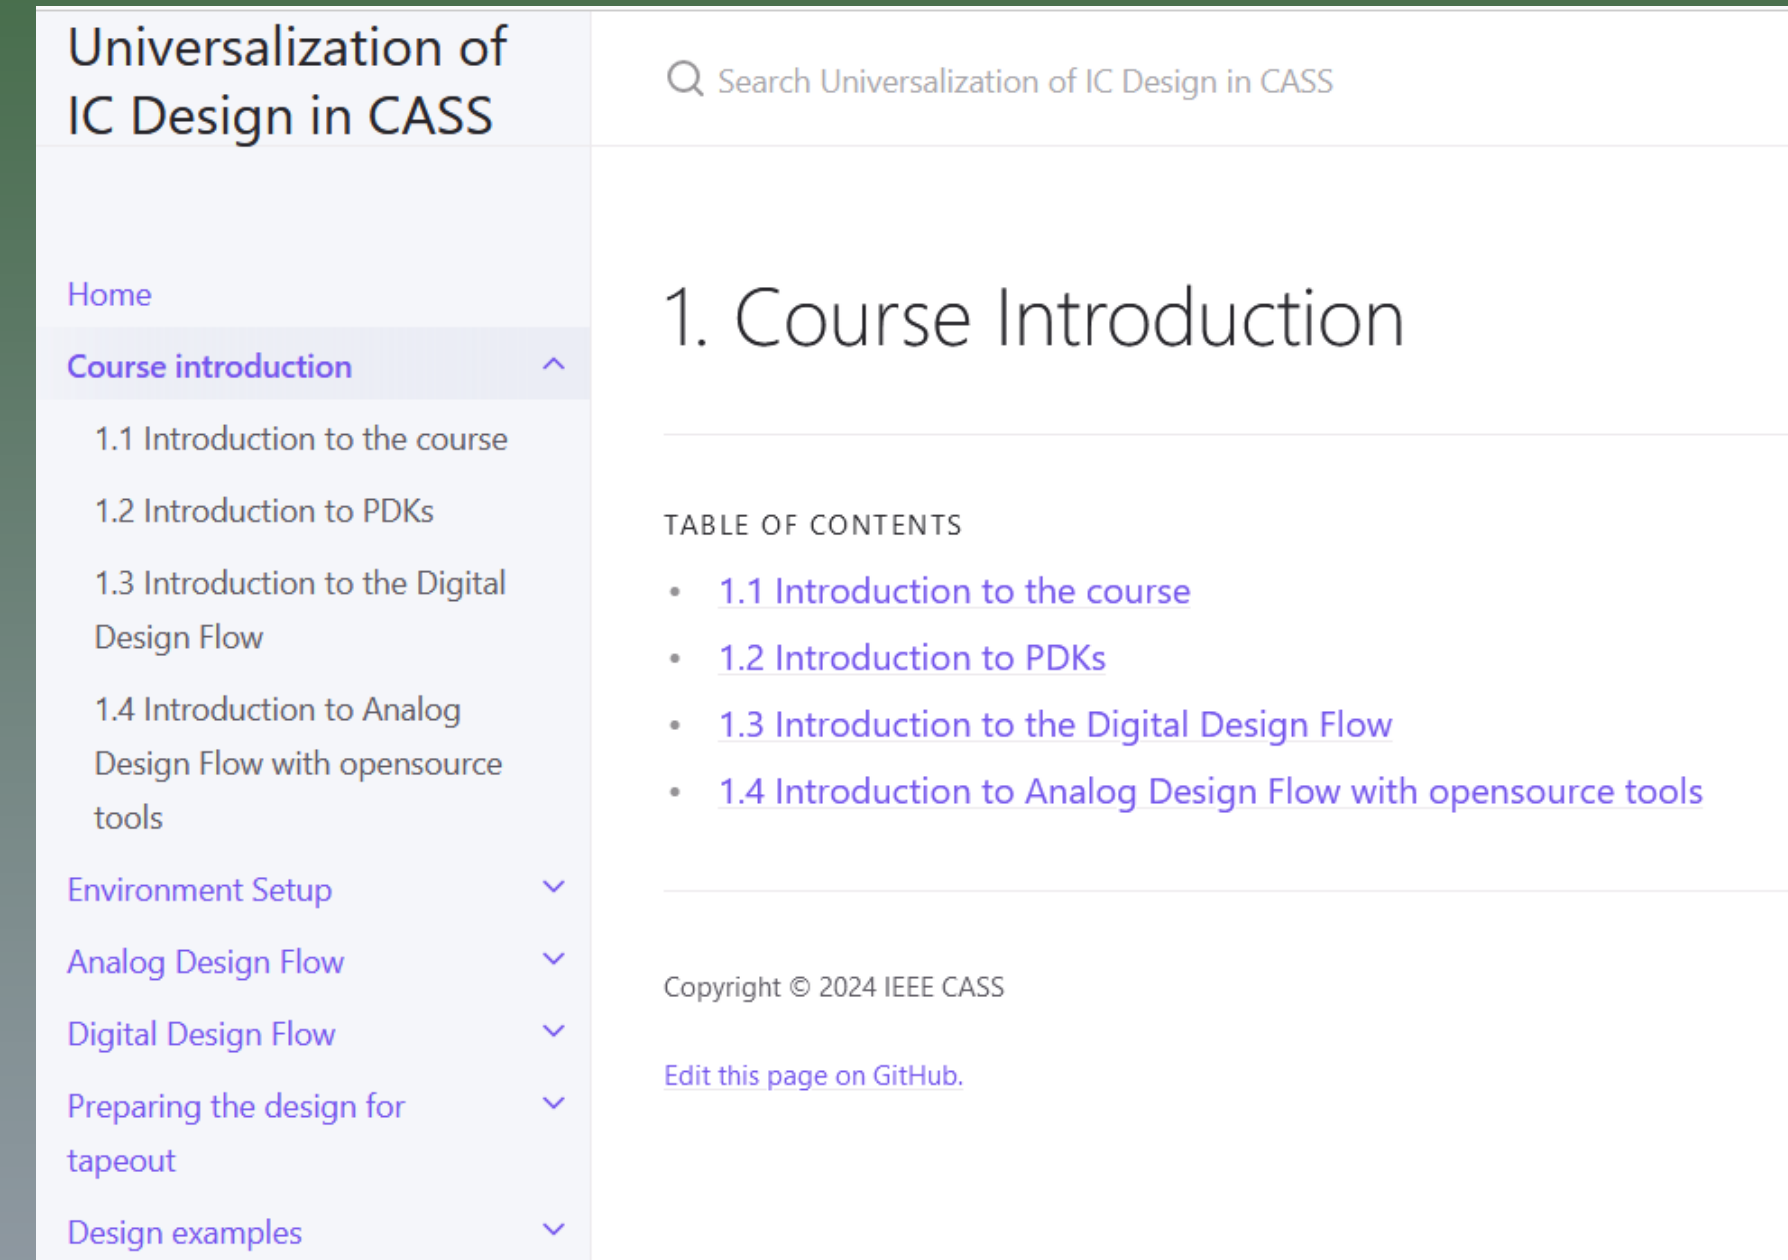 Universalization of
IC Design in CASS
Search Universalization of IC Design in CASS
Home
Course introduction
1.1 Introduction to the course
1.2 Introduction to PDKs
1.3 Introduction to the Digital
Design Flow
1.4 Introduction to Analog
Design Flow with opensource
tools
Environment Setup
Analog Design Flow
Digital Design Flow
Preparing the design for
tapeout
Design examples
1. Course Introduction
TABLE OF CONTENTS
• 1.1 Introduction to the course
• 1.2 Introduction to PDKs
• 1.3 Introduction to the Digital Design Flow
• 1.4 Introduction to Analog Design Flow with opensource tools
Copyright © 2024 IEEE CASS
Edit this page on GitHub.